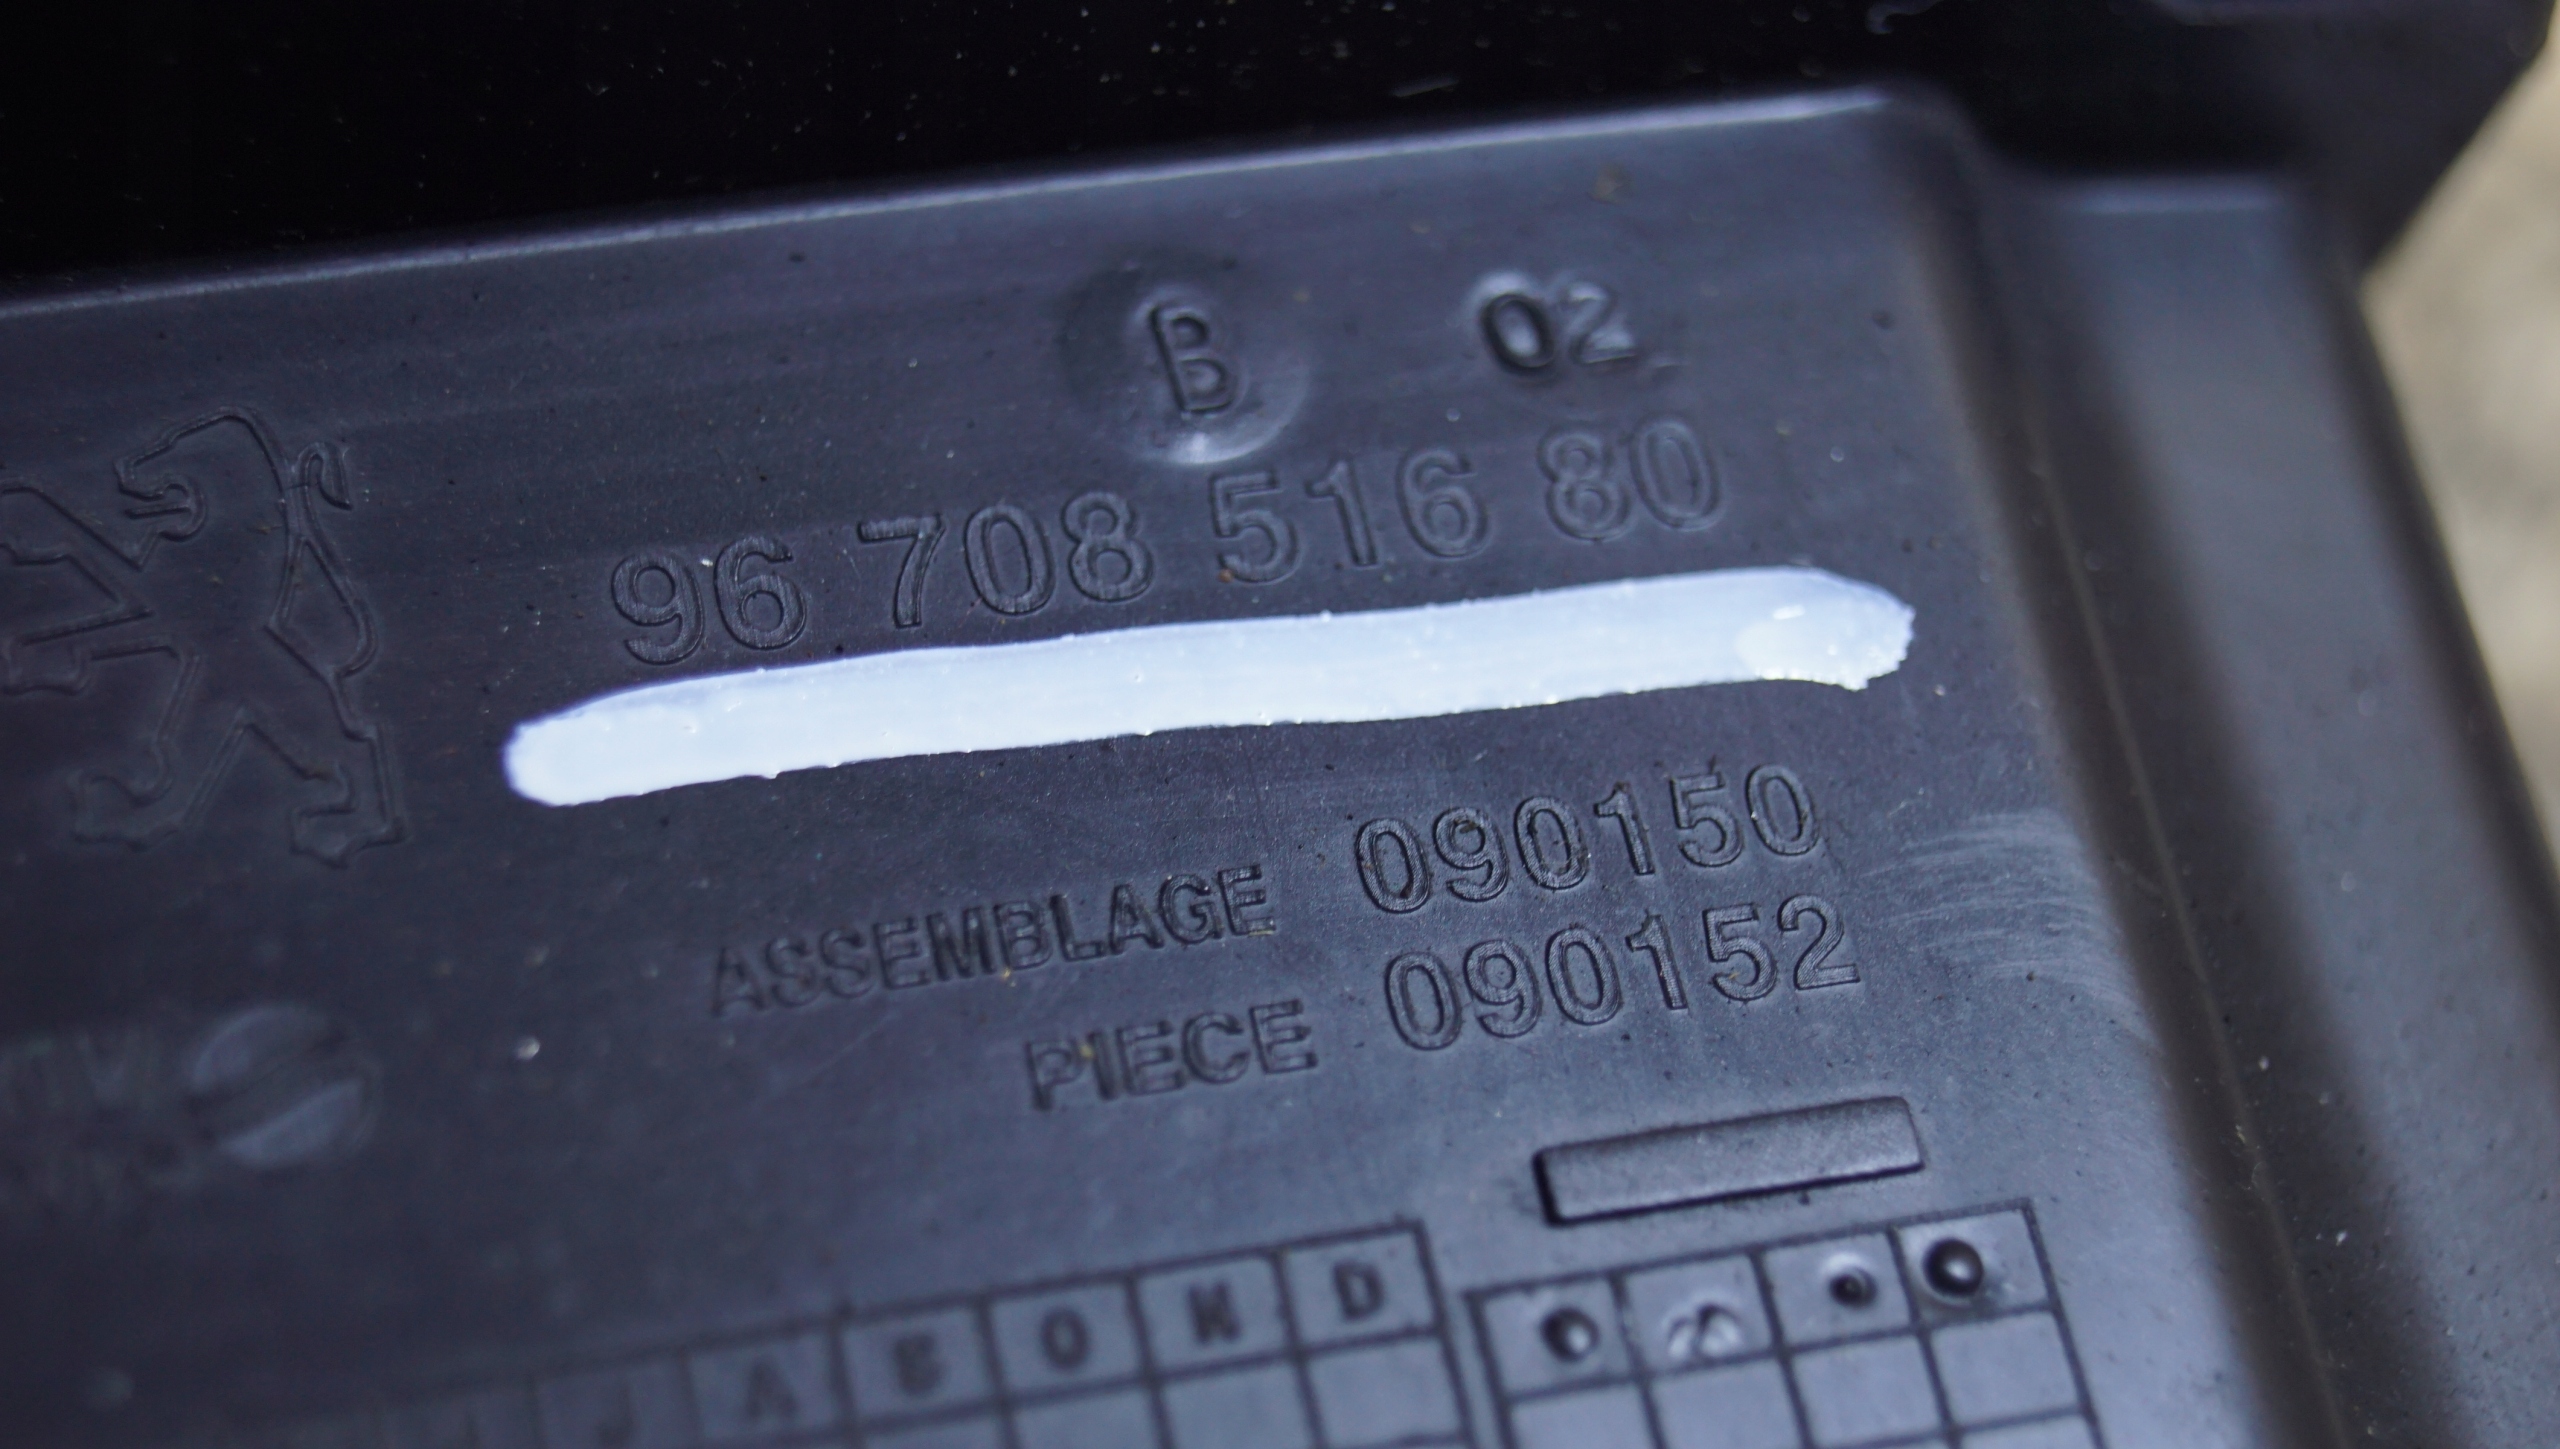 B 02
96 708 516 80
ASSEMBLAGE 090150
PIECE 090152
J A S O N D